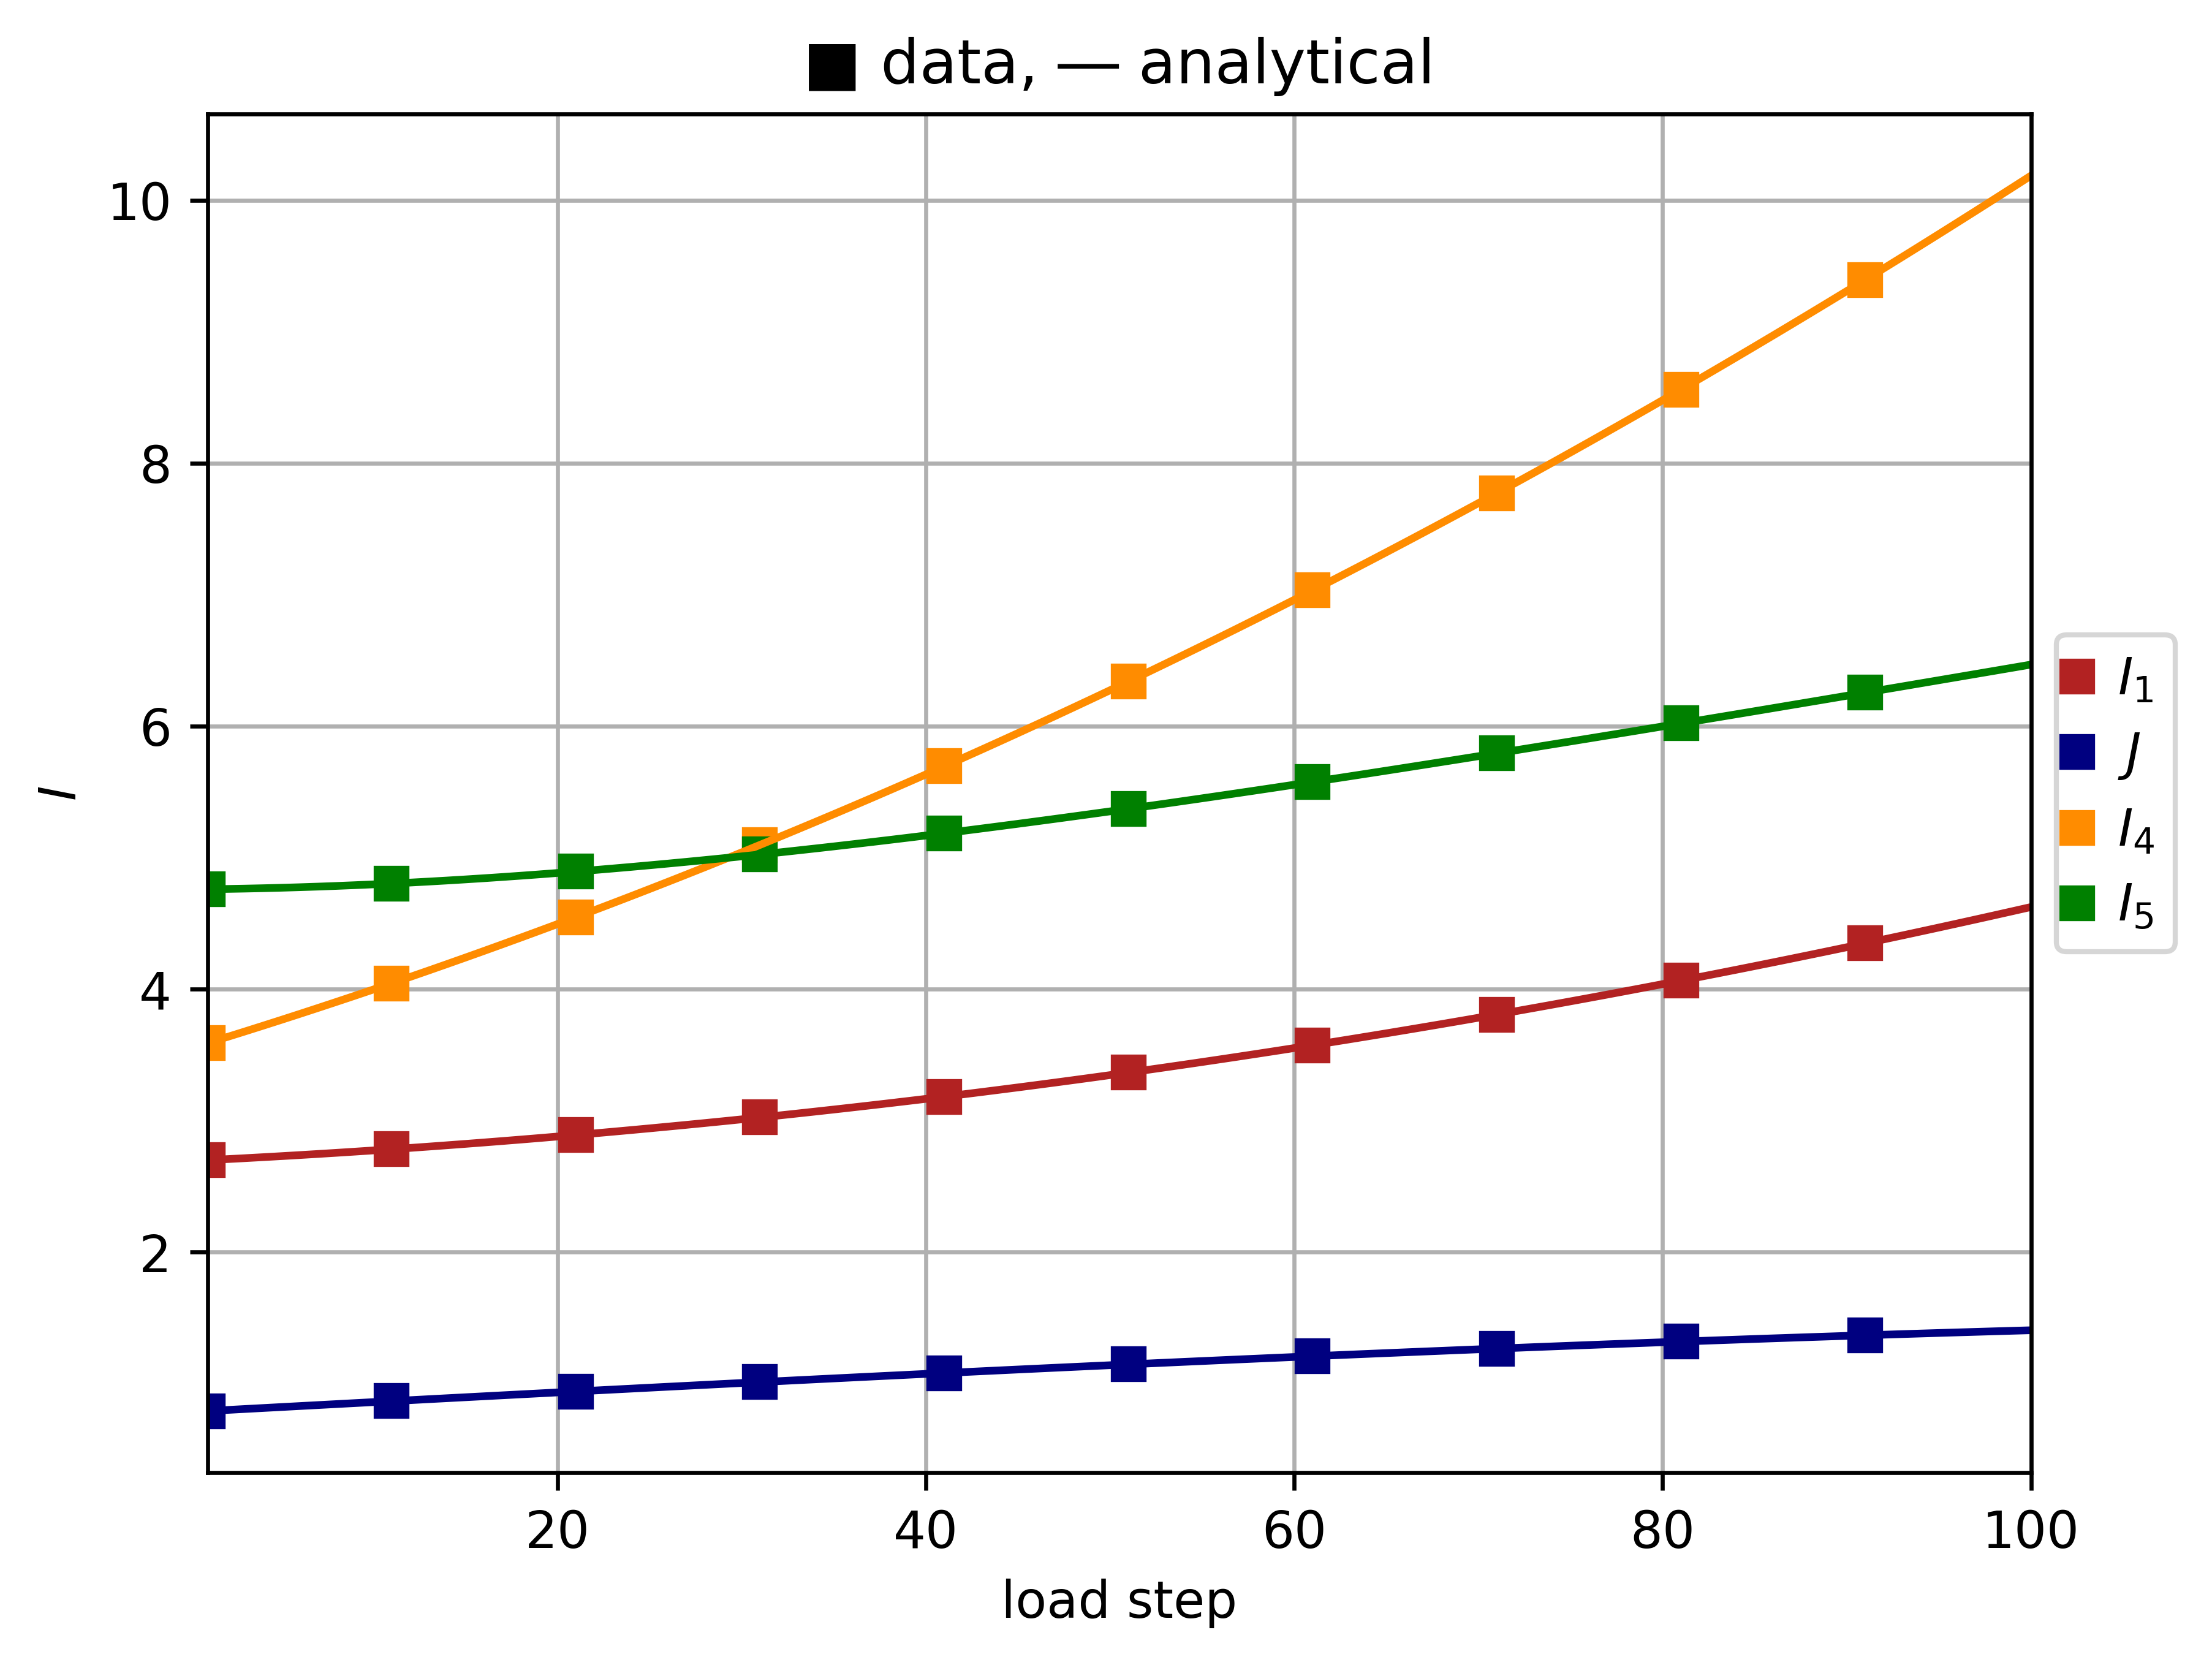 ■ data, — analytical
10
8
6
4
2
I
20 40 60 80 100
load step
I₁
J
I₄
I₅